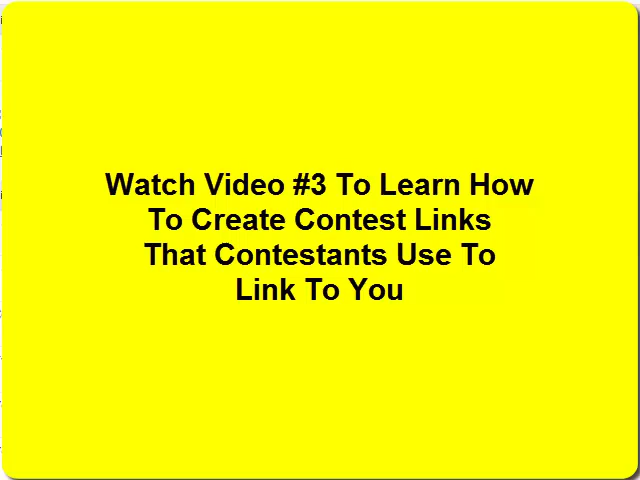 Watch Video #3 To Learn How
To Create Contest Links
That Contestants Use To
Link To You